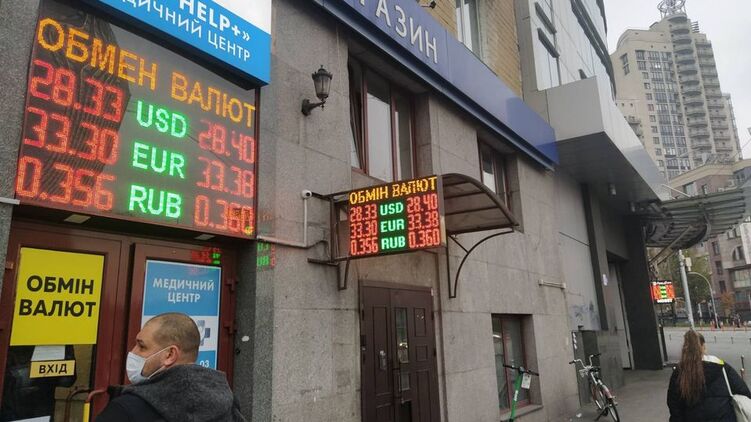 HELP+»
МЕДИЧНИЙ ЦЕНТР
ОБМЕН ВАЛЮТ
28.33 USD 28.40
33.30 EUR 33.38
0.356 RUB 0.360
ОБМІН
ВАЛЮТ
ВХІД
МЕДИЧНИЙ
ЦЕНТР
ОБМІН ВАЛЮТ
28.33 USD 28.40
33.30 EUR 33.38
0.356 RUB 0.360